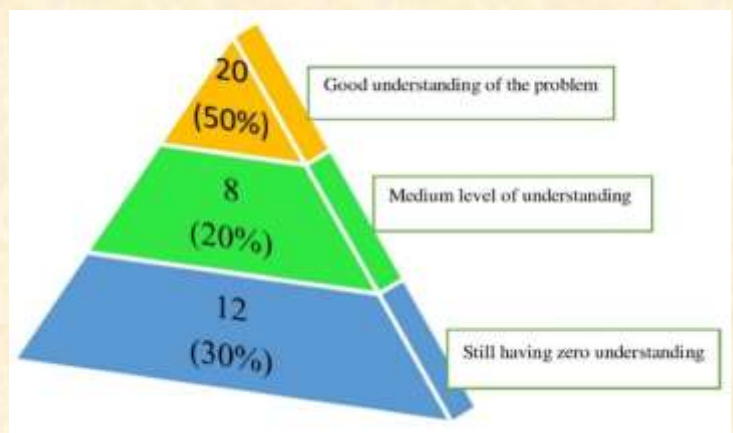 20
(50%)
Good understanding of the problem
8
(20%)
Medium level of understanding
12
(30%)
Still having zero understanding